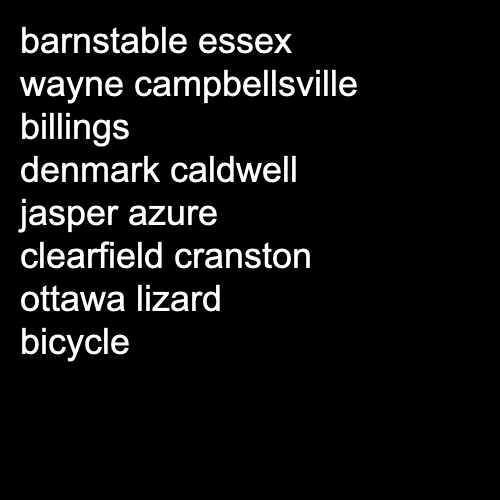 barnstable essex
wayne campbellsville
billings
denmark caldwell
jasper azure
clearfield cranston
ottawa lizard
bicycle